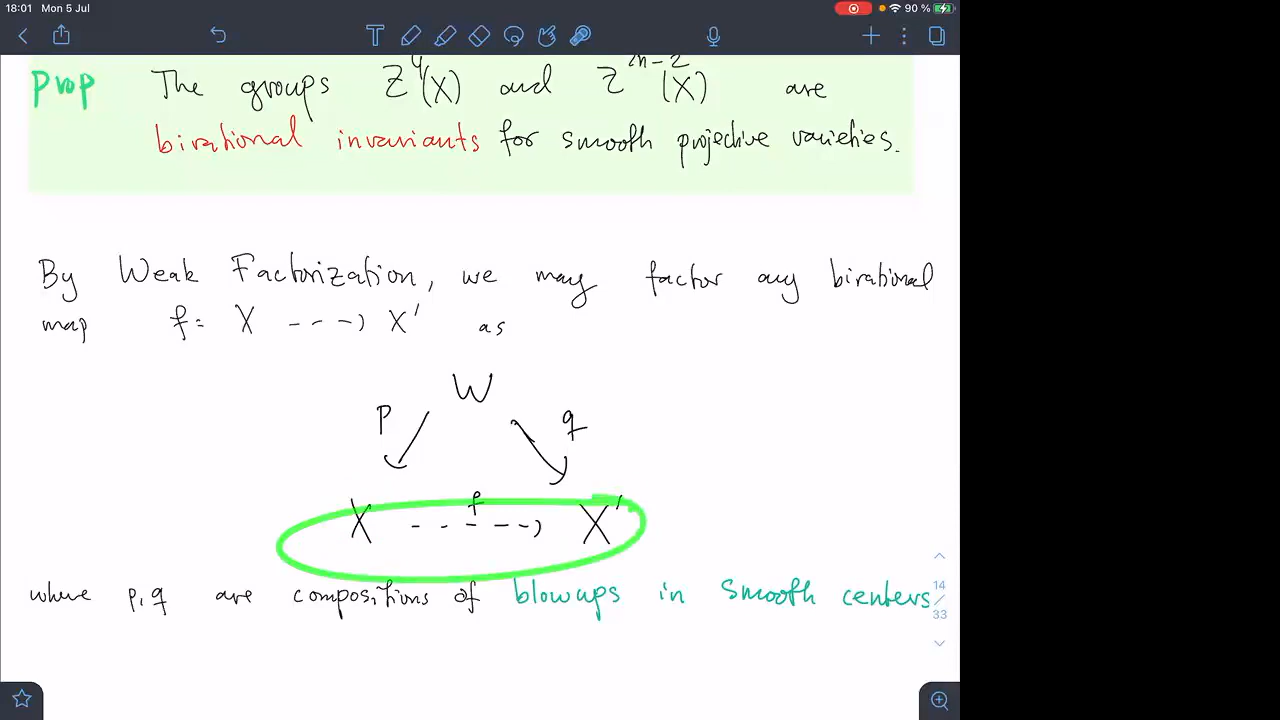 18:01 Mon 5 Jul
90 %
Prop The groups Z⁴(X) and Z²ⁿ⁻²(X) are
birational invariants for smooth projective varieties.
By Weak Factorization, we may factor any birational
map f: X ---> X' as
W
p q
f
X ---> X'
where p,q are compositions of blowups in smooth centers
14
/
33